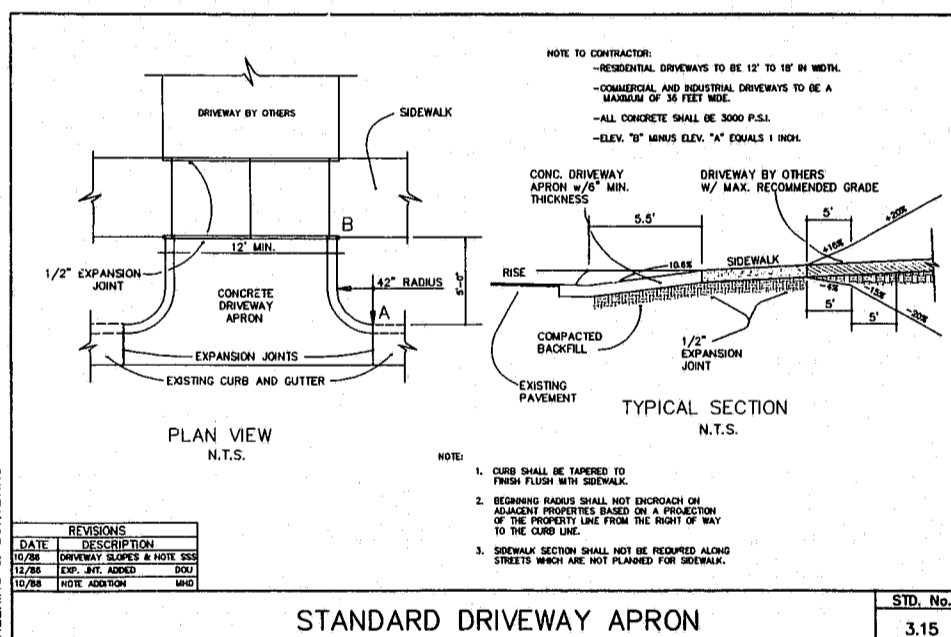 NOTE TO CONTRACTOR:
-RESIDENTIAL DRIVEWAYS TO BE 12' TO 18' IN WIDTH.
-COMMERCIAL AND INDUSTRIAL DRIVEWAYS TO BE A
MAXIMUM OF 36 FEET WIDE.
-ALL CONCRETE SHALL BE 3000 P.S.I.
-ELEV. "B" MINUS ELEV. "A" EQUALS 1 INCH.
DRIVEWAY BY OTHERS
SIDEWALK
B
12' MIN.
1/2" EXPANSION
JOINT
42" RADIUS
5'-0"
CONCRETE
DRIVEWAY
APRON
A
EXPANSION JOINTS
EXISTING CURB AND GUTTER
PLAN VIEW
N.T.S.
CONC. DRIVEWAY
APRON w/6" MIN.
THICKNESS
DRIVEWAY BY OTHERS
W/ MAX. RECOMMENDED GRADE
5.5'
5'
+20%
RISE
10.6%
SIDEWALK
-4%
-20%
5'
5'
COMPACTED
BACKFILL
1/2"
EXPANSION
JOINT
EXISTING
PAVEMENT
TYPICAL SECTION
N.T.S.
NOTE:
1. CURB SHALL BE TAPERED TO
FINISH FLUSH WITH SIDEWALK.
2. BEGINNING RADIUS SHALL NOT ENCROACH ON
ADJACENT PROPERTIES BASED ON A PROJECTION
OF THE PROPERTY LINE FROM THE RIGHT OF WAY
TO THE CURB LINE.
3. SIDEWALK SECTION SHALL NOT BE REQUIRED ALONG
STREETS WHICH ARE NOT PLANNED FOR SIDEWALK.
REVISIONS
DATE DESCRIPTION
10/86 DRIVEWAY SLOPES & NOTE SSS
12/86 EXP. JNT. ADDED DOU
10/88 NOTE ADDITION MHD
STANDARD DRIVEWAY APRON
STD. No.
3.15